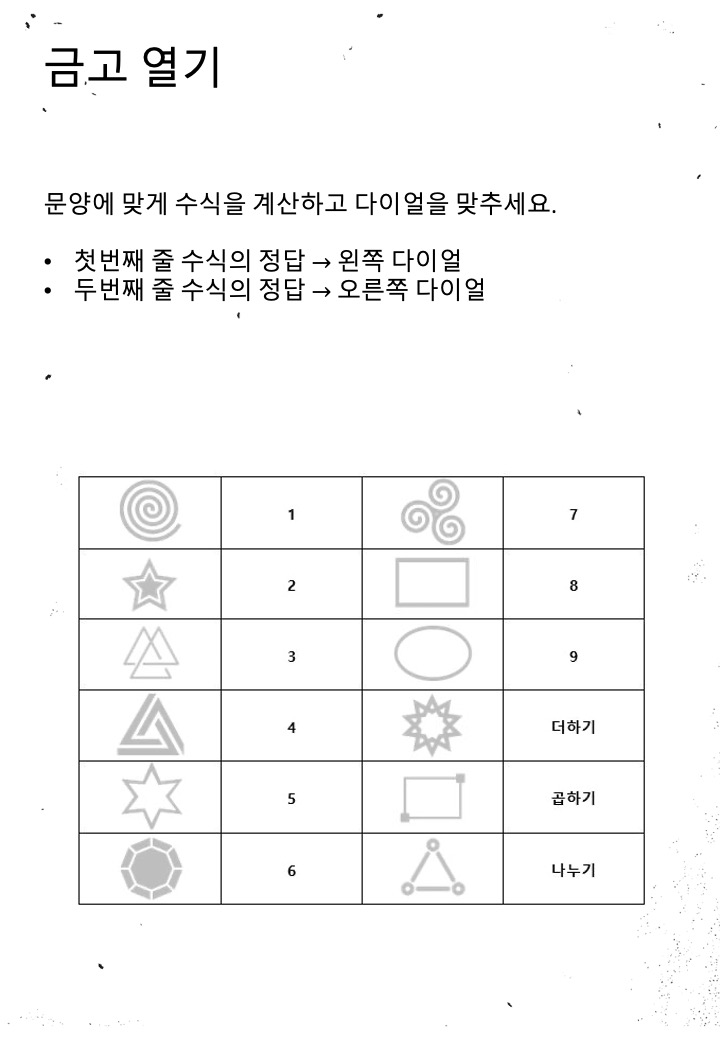 금고 열기
문양에 맞게 수식을 계산하고 다이얼을 맞추세요.
• 첫번째 줄 수식의 정답 → 왼쪽 다이얼
• 두번째 줄 수식의 정답 → 오른쪽 다이얼
1 7
2 8
3 9
4 더하기
5 곱하기
6 나누기